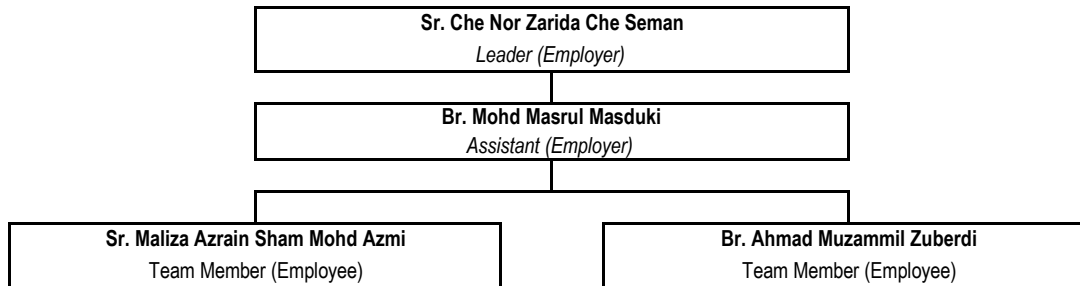 Sr. Che Nor Zarida Che Seman
Leader (Employer)
Br. Mohd Masrul Masduki
Assistant (Employer)
Sr. Maliza Azrain Sham Mohd Azmi
Team Member (Employee)
Br. Ahmad Muzammil Zuberdi
Team Member (Employee)